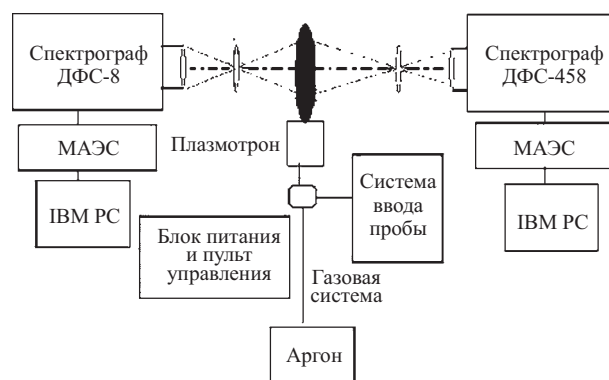 Спектрограф
ДФС-8
Спектрограф
ДФС-458
Плазмотрон
МАЭС
МАЭС
IBM PC
Система
ввода
пробы
IBM PC
Блок питания
и пульт
управления
Газовая
система
Аргон